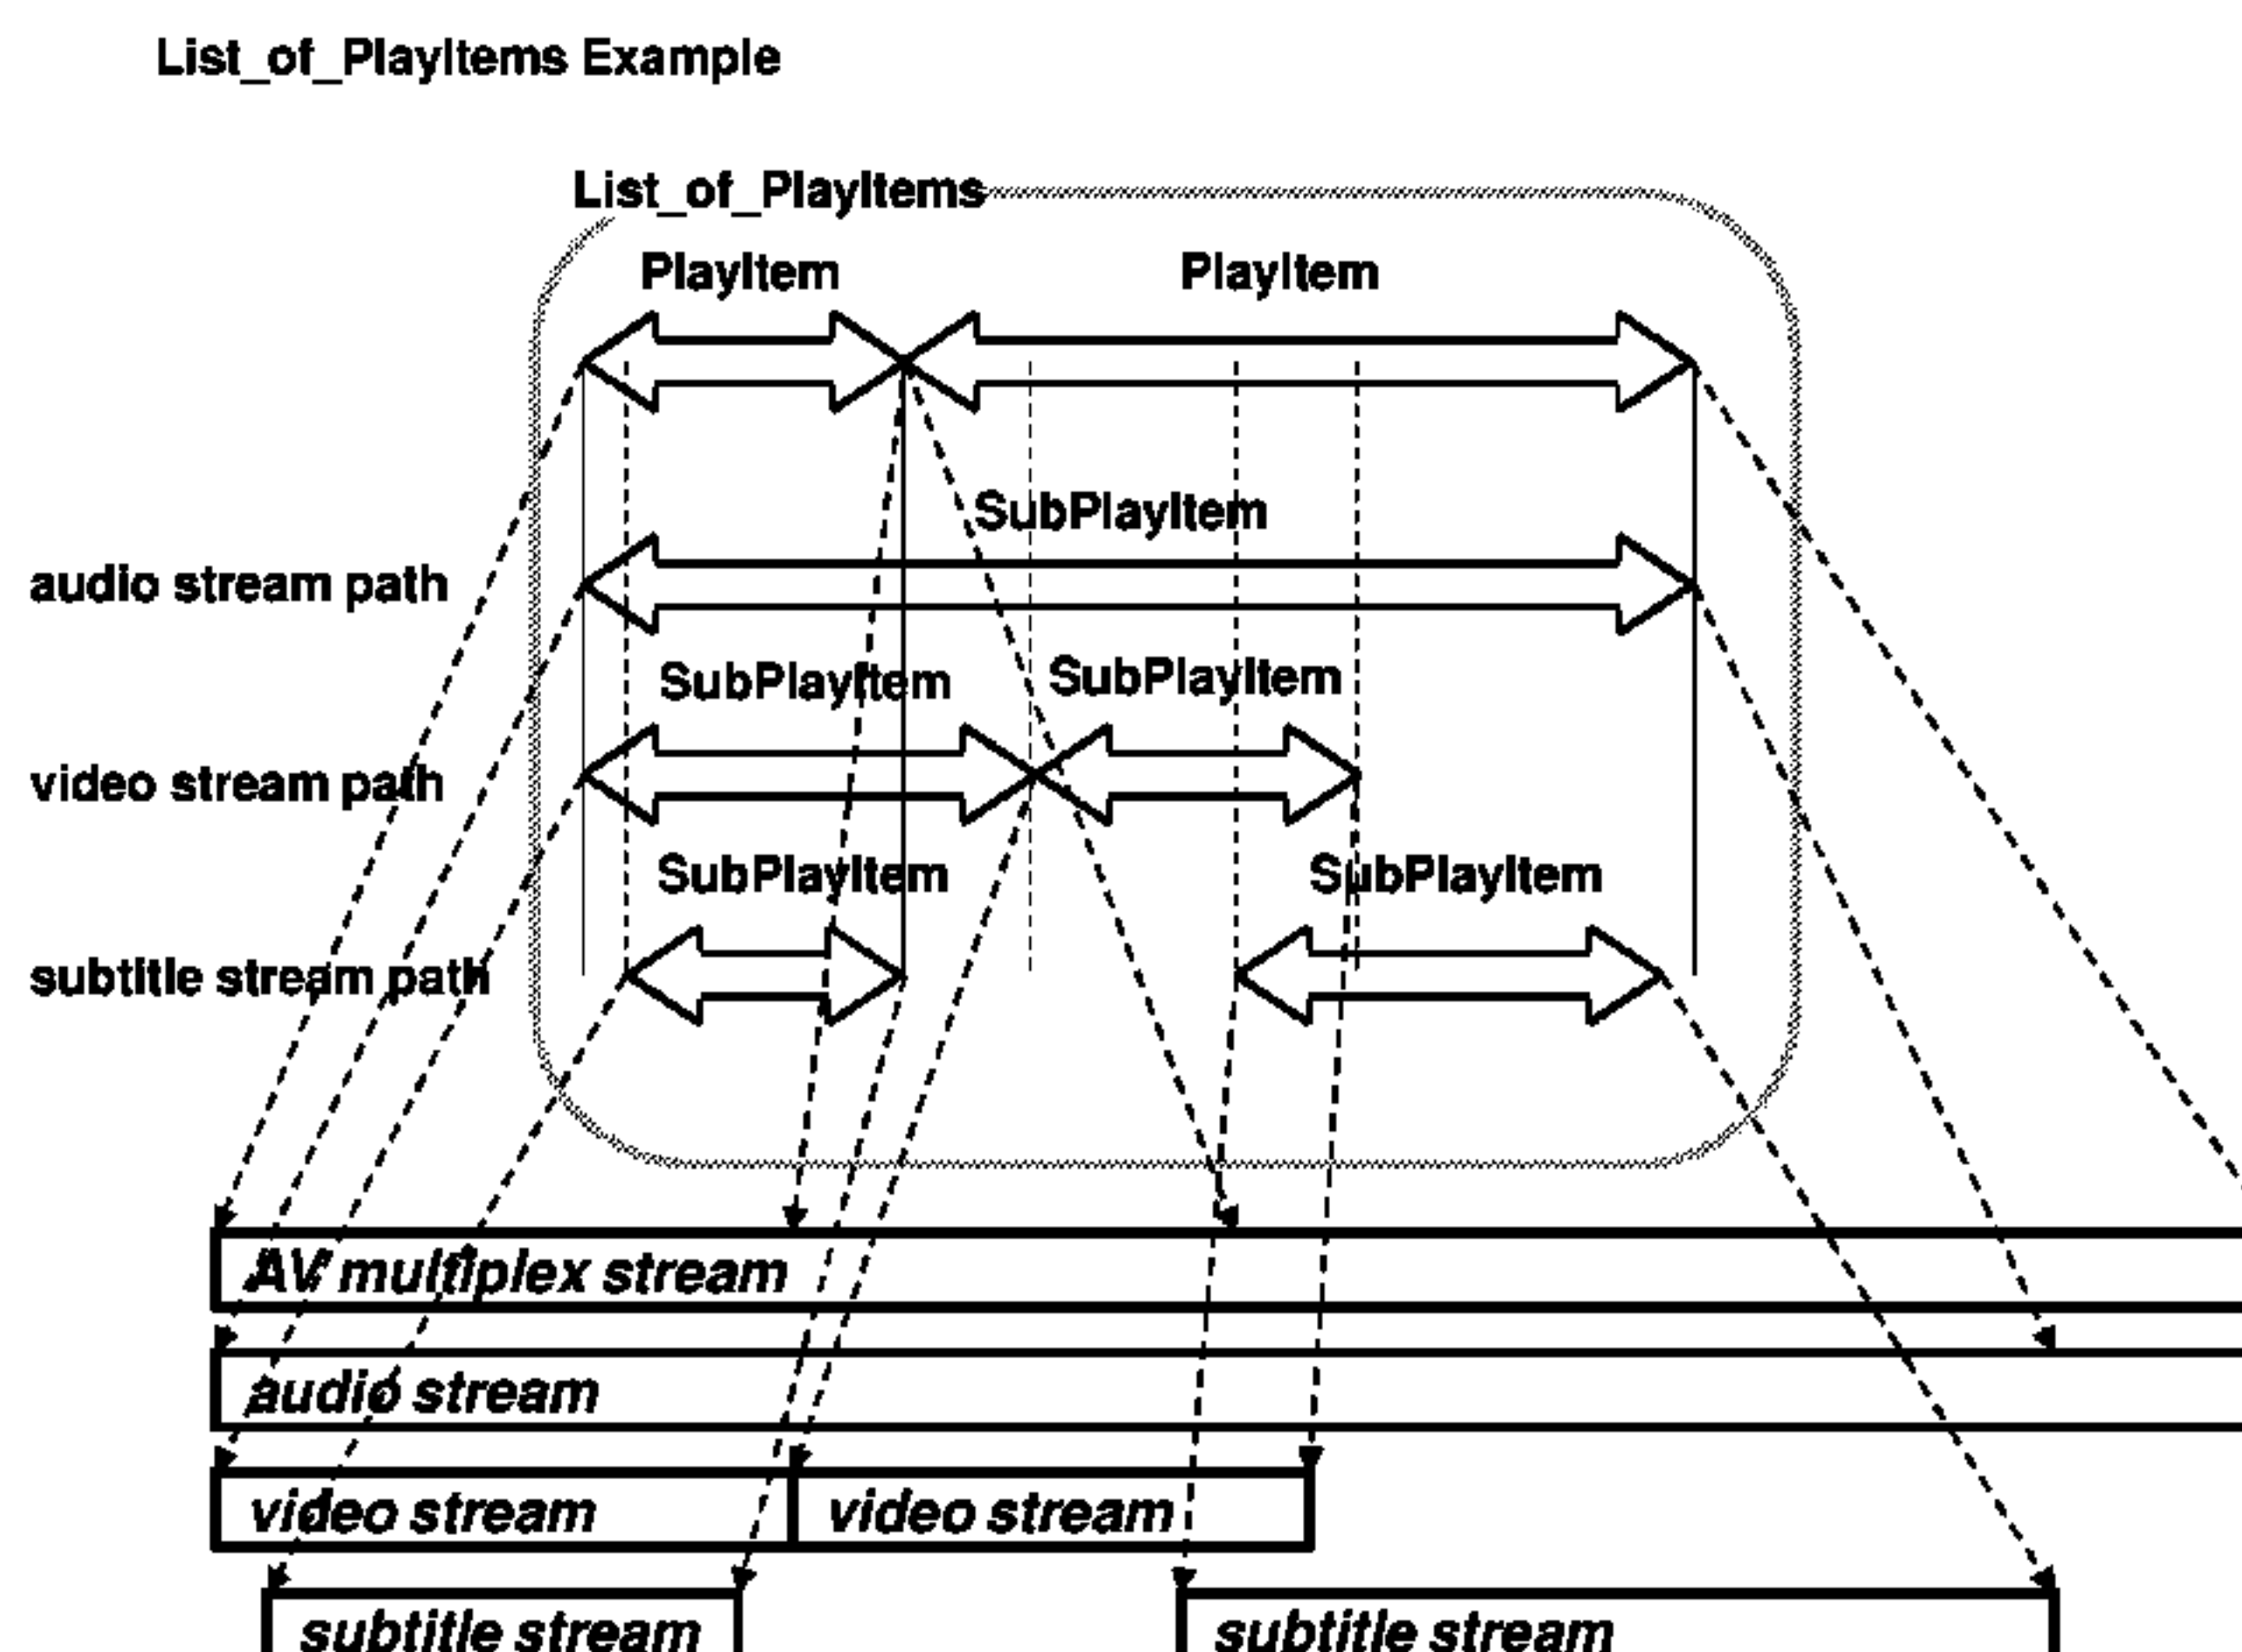 List_of_PlayItems Example
List_of_PlayItems
PlayItem
PlayItem
SubPlayItem
audio stream path
SubPlayItem
SubPlayItem
video stream path
SubPlayItem
SubPlayItem
subtitle stream path
AV multiplex stream
audio stream
video stream
video stream
subtitle stream
subtitle stream